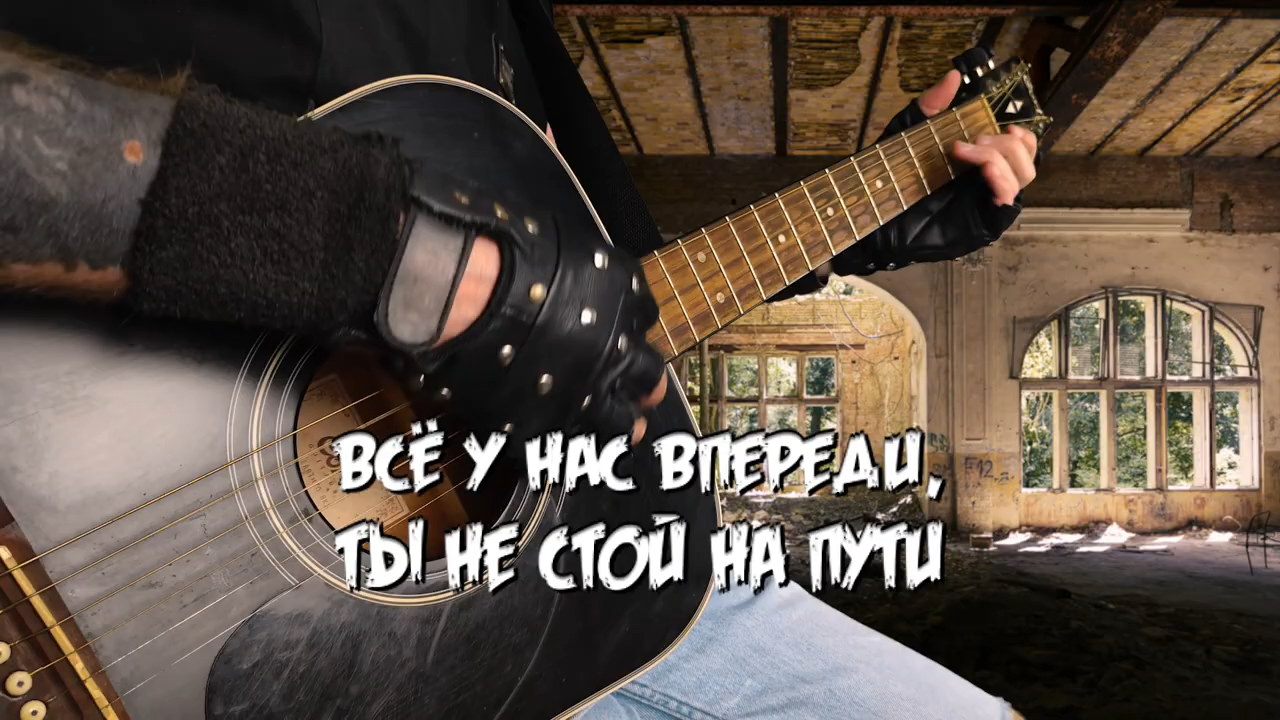 ВСЁ У НАС ВПЕРЕДИ,
ТЫ НЕ СТОЙ НА ПУТИ